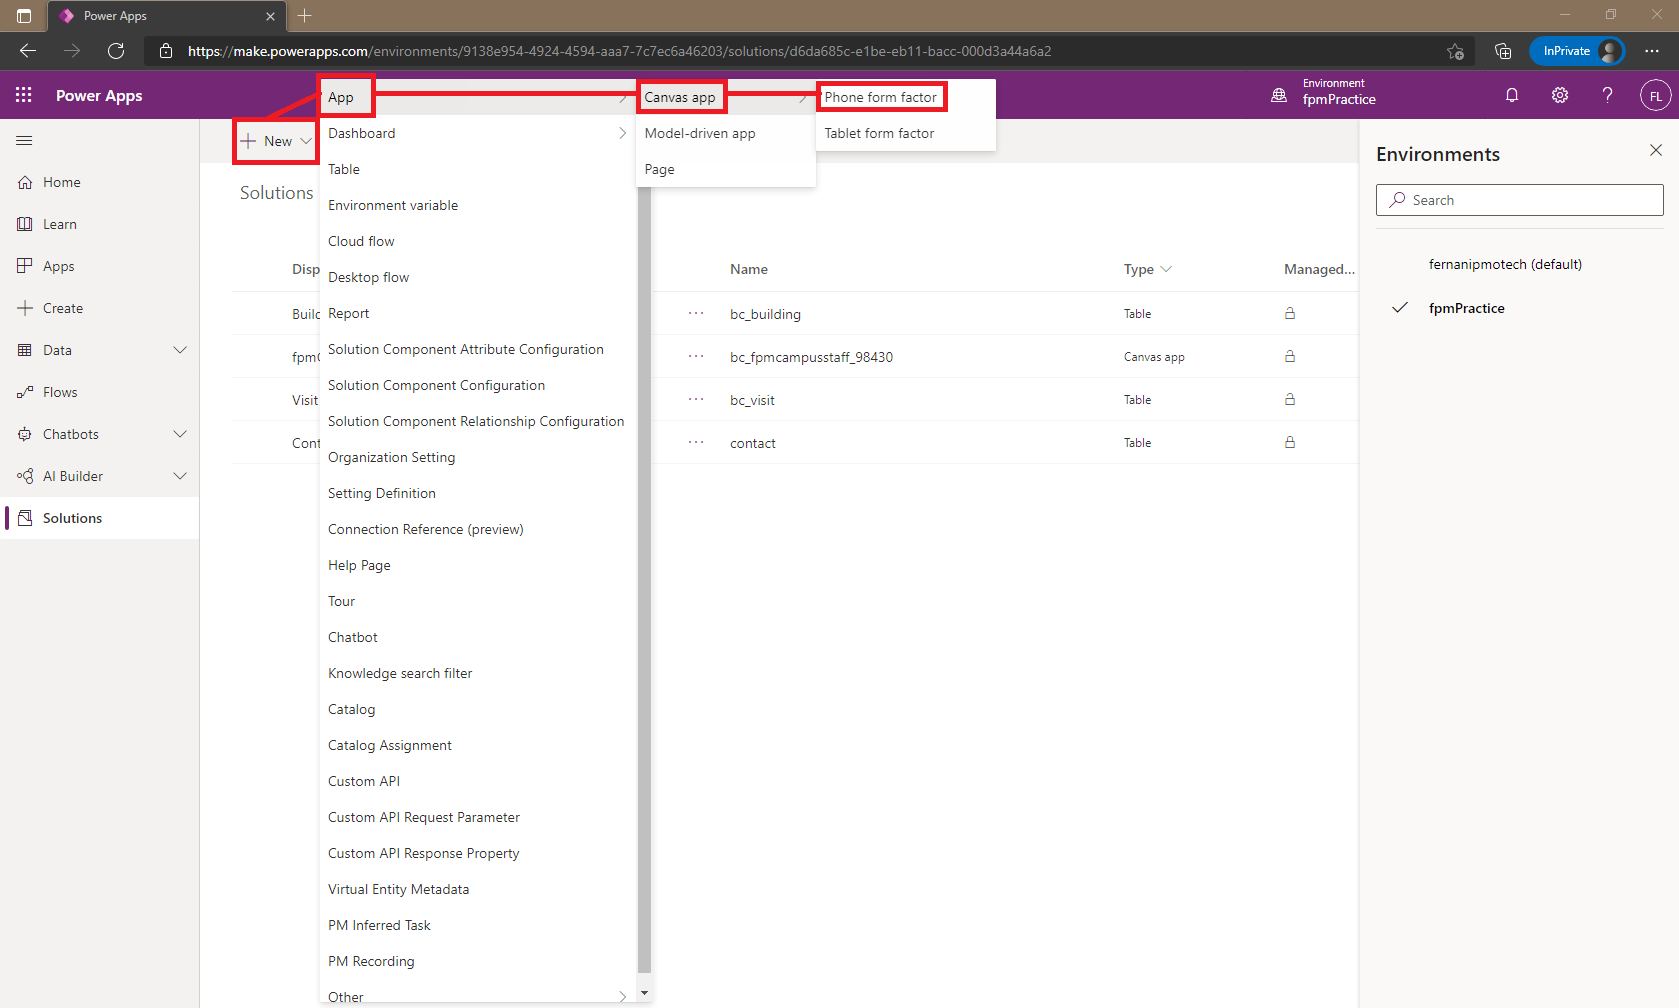 Power Apps
https://make.powerapps.com/environments/9138e954-4924-4594-aaa7-7c7ec6a46203/solutions/d6da685c-e1be-eb11-bacc-000d3a44a6a2
InPrivate
Power Apps
Environment
fpmPractice
?
FL
New
Home
Learn
Apps
Create
Data
Flows
Chatbots
AI Builder
Solutions
Solutions
App
Dashboard
Table
Environment variable
Cloud flow
Desktop flow
Report
Solution Component Attribute Configuration
Solution Component Configuration
Solution Component Relationship Configuration
Organization Setting
Setting Definition
Connection Reference (preview)
Help Page
Tour
Chatbot
Knowledge search filter
Catalog
Catalog Assignment
Custom API
Custom API Request Parameter
Custom API Response Property
Virtual Entity Metadata
PM Inferred Task
PM Recording
Other
Canvas app
Model-driven app
Page
Phone form factor
Tablet form factor
Disp Name Type Managed...
Builc ... bc_building Table
fpmC ... bc_fpmcampusstaff_98430 Canvas app
Visit ... bc_visit Table
Cont ... contact Table
Environments
Search
fernanipmotech (default)
fpmPractice